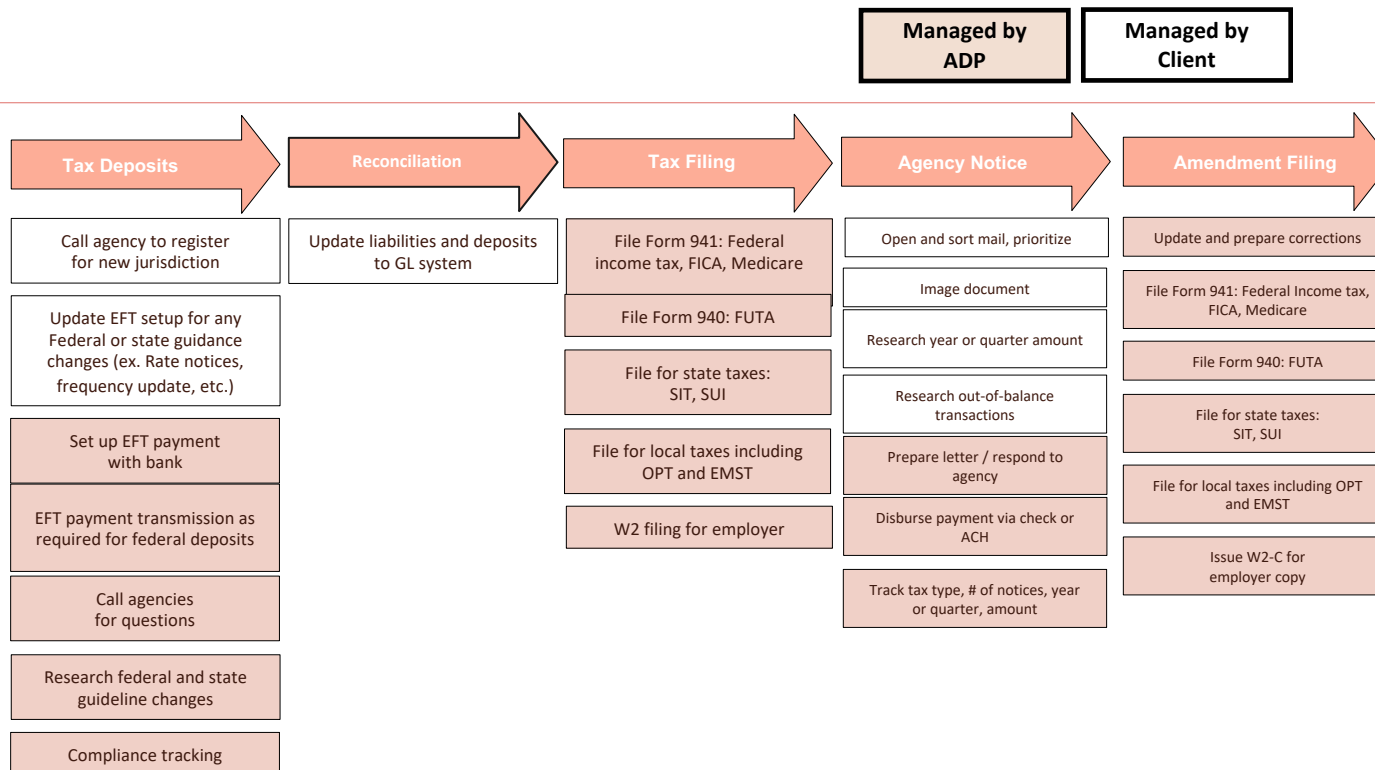 Managed by
ADP
Managed by
Client
Tax Deposits
Reconciliation
Tax Filing
Agency Notice
Amendment Filing
Call agency to register
for new jurisdiction
Update EFT setup for any
Federal or state guidance
changes (ex. Rate notices,
frequency update, etc.)
Set up EFT payment
with bank
EFT payment transmission as
required for federal deposits
Call agencies
for questions
Research federal and state
guideline changes
Compliance tracking
Update liabilities and deposits
to GL system
File Form 941: Federal
income tax, FICA, Medicare
File Form 940: FUTA
File for state taxes:
SIT, SUI
File for local taxes including
OPT and EMST
W2 filing for employer
Open and sort mail, prioritize
Image document
Research year or quarter amount
Research out-of-balance
transactions
Prepare letter / respond to
agency
Disburse payment via check or
ACH
Track tax type, # of notices, year
or quarter, amount
Update and prepare corrections
File Form 941: Federal Income tax,
FICA, Medicare
File Form 940: FUTA
File for state taxes:
SIT, SUI
File for local taxes including OPT
and EMST
Issue W2-C for
employer copy